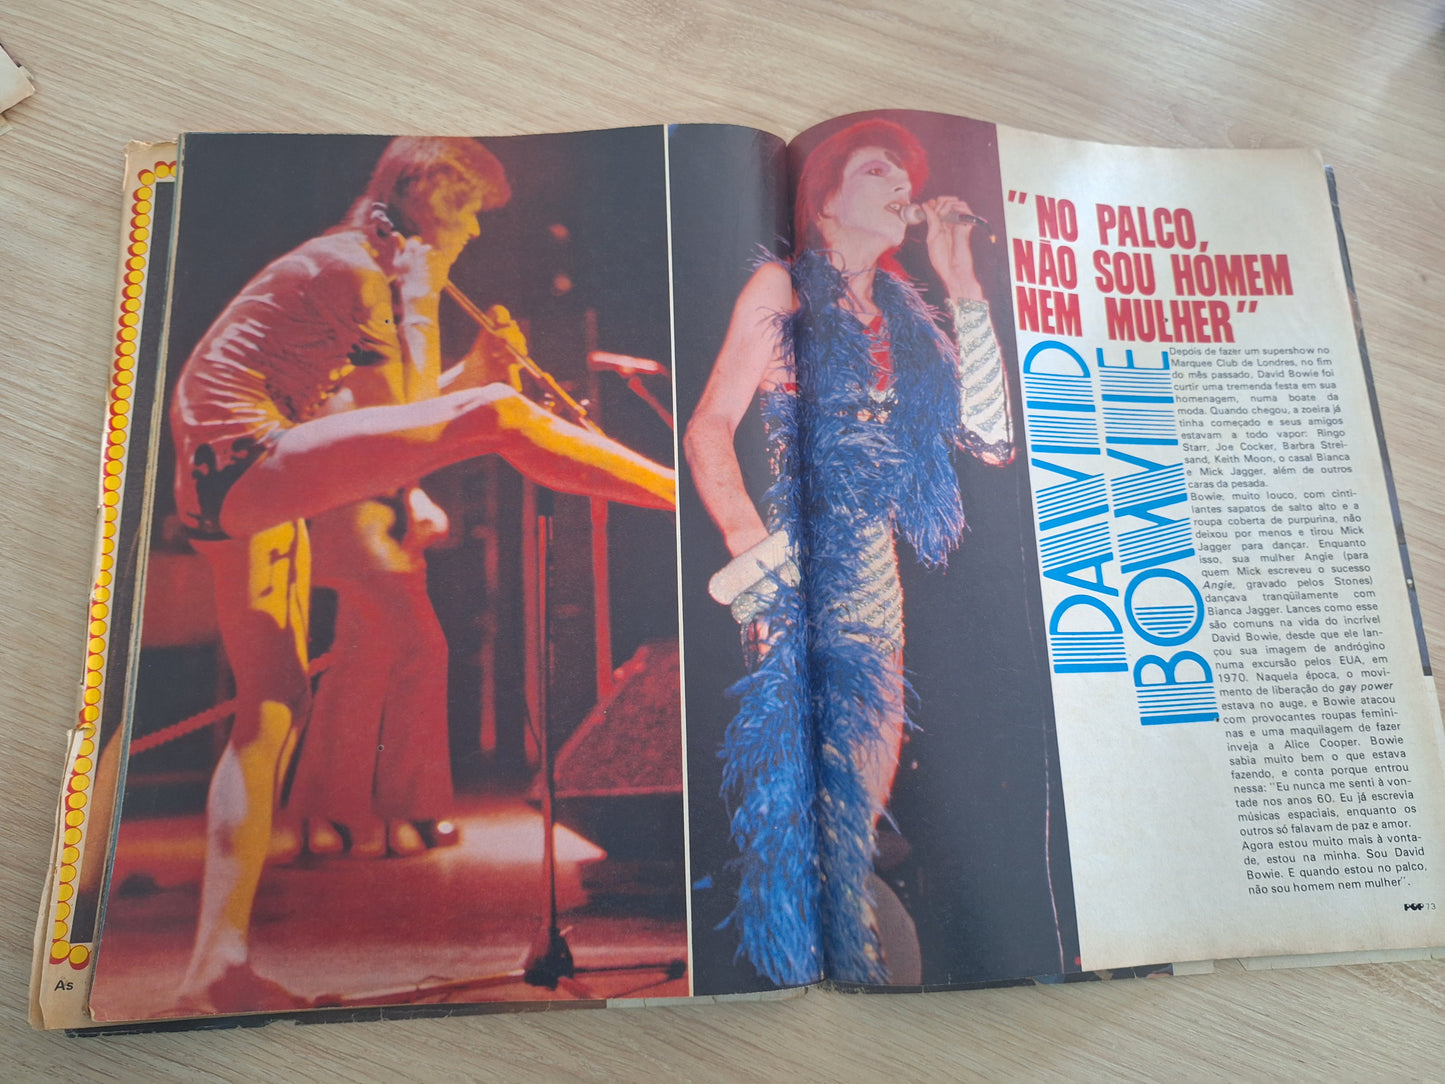 "NO PALCO,
NÃO SOU HOMEM
NEM MULHER"
DAVID
BOWIE
Depois de fazer um supershow no
Marquee Club de Londres, no fim
do mês passado, David Bowie foi
curtir uma tremenda festa em sua
homenagem, numa boate da
moda. Quando chegou, a zoeira já
tinha começado e seus amigos
estavam a todo vapor: Ringo
Starr, Joe Cocker, Barbra Strei-
sand, Keith Moon, o casal Bianca
e Mick Jagger, além de outros
caras da pesada.
Bowie, muito louco, com cinti-
lantes sapatos de salto alto e a
roupa coberta de purpurina, não
deixou por menos e tirou Mick
Jagger para dançar. Enquanto
isso, sua mulher Angie (para
quem Mick escreveu o sucesso
Angie, gravado pelos Stones)
dançava tranqüilamente com
Bianca Jagger. Lances como esse
são comuns na vida do incrível
David Bowie, desde que ele lan-
çou sua imagem de andrógino
numa excursão pelos EUA, em
1970. Naquela época, o movi-
mento de liberação do gay power
estava no auge, e Bowie atacou
com provocantes roupas femini-
nas e uma maquilagem de fazer
inveja a Alice Cooper. Bowie
sabia muito bem o que estava
fazendo, e conta porque entrou
nessa: "Eu nunca me senti à von-
tade nos anos 60. Eu já escrevia
músicas espaciais, enquanto os
outros só falavam de paz e amor.
Agora estou muito mais à vonta-
de, estou na minha. Sou David
Bowie. E quando estou no palco,
não sou homem nem mulher".
POP 73
As